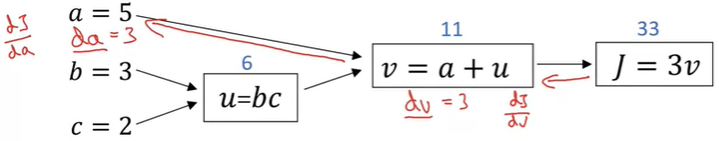 dJ/da
a = 5
da = 3
b = 3
c = 2
6
u=bc
11
v = a + u
dv = 3
dJ/dv
33
J = 3v